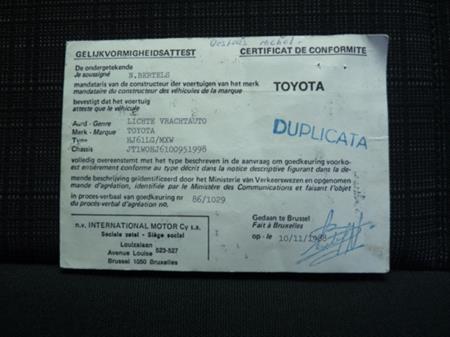 GELIJKVORMIGHEIDSATTEST CERTIFICAT DE CONFORMITE
De ondergetekende
Je soussigné N.BERTELS
mandataris van de constructeur der voertuigen van het merk
mandataire du constructeur des véhicules de la marque TOYOTA
bevestigt dat het voertuig
atteste que le véhicule
Aard - Genre LICHTE VRACHTAUTO
Merk - Marque TOYOTA
Type HJ61LG/MXW
Chassis JT1W0HJ6100951998
DUPLICATA
volledig overeenstemt met het type beschreven in de aanvraag om goedkeuring voorko-
est entièrement conforme au type décrit dans la notice descriptive figurant dans la de-
mende beschrijving geïdentificeerd door het Ministerie van Verkeerswezen en opgenomen
mande d'agréation, identifiée par le Ministère des Communications et faisant l'objet
in proces-verbaal van goedkeuring nr
du procès-verbal d'agréation no. 86/1029
n.v. INTERNATIONAL MOTOR Cy s.a.
Sociale zetel - Siège social
Louizalaan
Avenue Louise 523-527
Brussel 1050 Bruxelles
Gedaan te Brussel
Fait à Bruxelles
op - le 10/11/1988